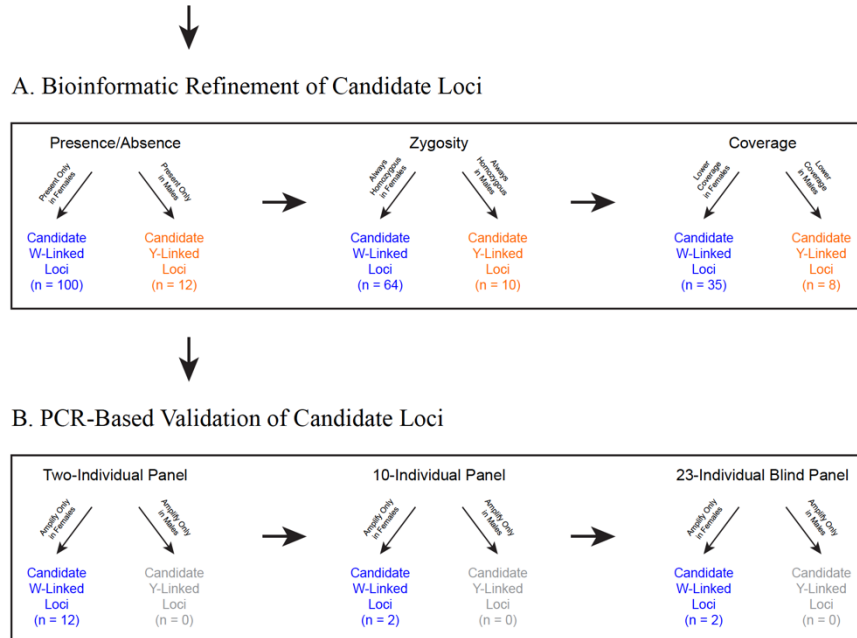 A. Bioinformatic Refinement of Candidate Loci
Presence/Absence
Present Only
in Females
Present Only
in Males
Candidate
W-Linked
Loci
(n = 100)
Candidate
Y-Linked
Loci
(n = 12)
Zygosity
Always
Homozygous
in Females
Always
Homozygous
in Males
Candidate
W-Linked
Loci
(n = 64)
Candidate
Y-Linked
Loci
(n = 10)
Coverage
Lower
Coverage
in Females
Lower
Coverage
in Males
Candidate
W-Linked
Loci
(n = 35)
Candidate
Y-Linked
Loci
(n = 8)
B. PCR-Based Validation of Candidate Loci
Two-Individual Panel
Amplify Only
in Females
Amplify Only
in Males
Candidate
W-Linked
Loci
(n = 12)
Candidate
Y-Linked
Loci
(n = 0)
10-Individual Panel
Amplify Only
in Females
Amplify Only
in Males
Candidate
W-Linked
Loci
(n = 2)
Candidate
Y-Linked
Loci
(n = 0)
23-Individual Blind Panel
Amplify Only
in Females
Amplify Only
in Males
Candidate
W-Linked
Loci
(n = 2)
Candidate
Y-Linked
Loci
(n = 0)